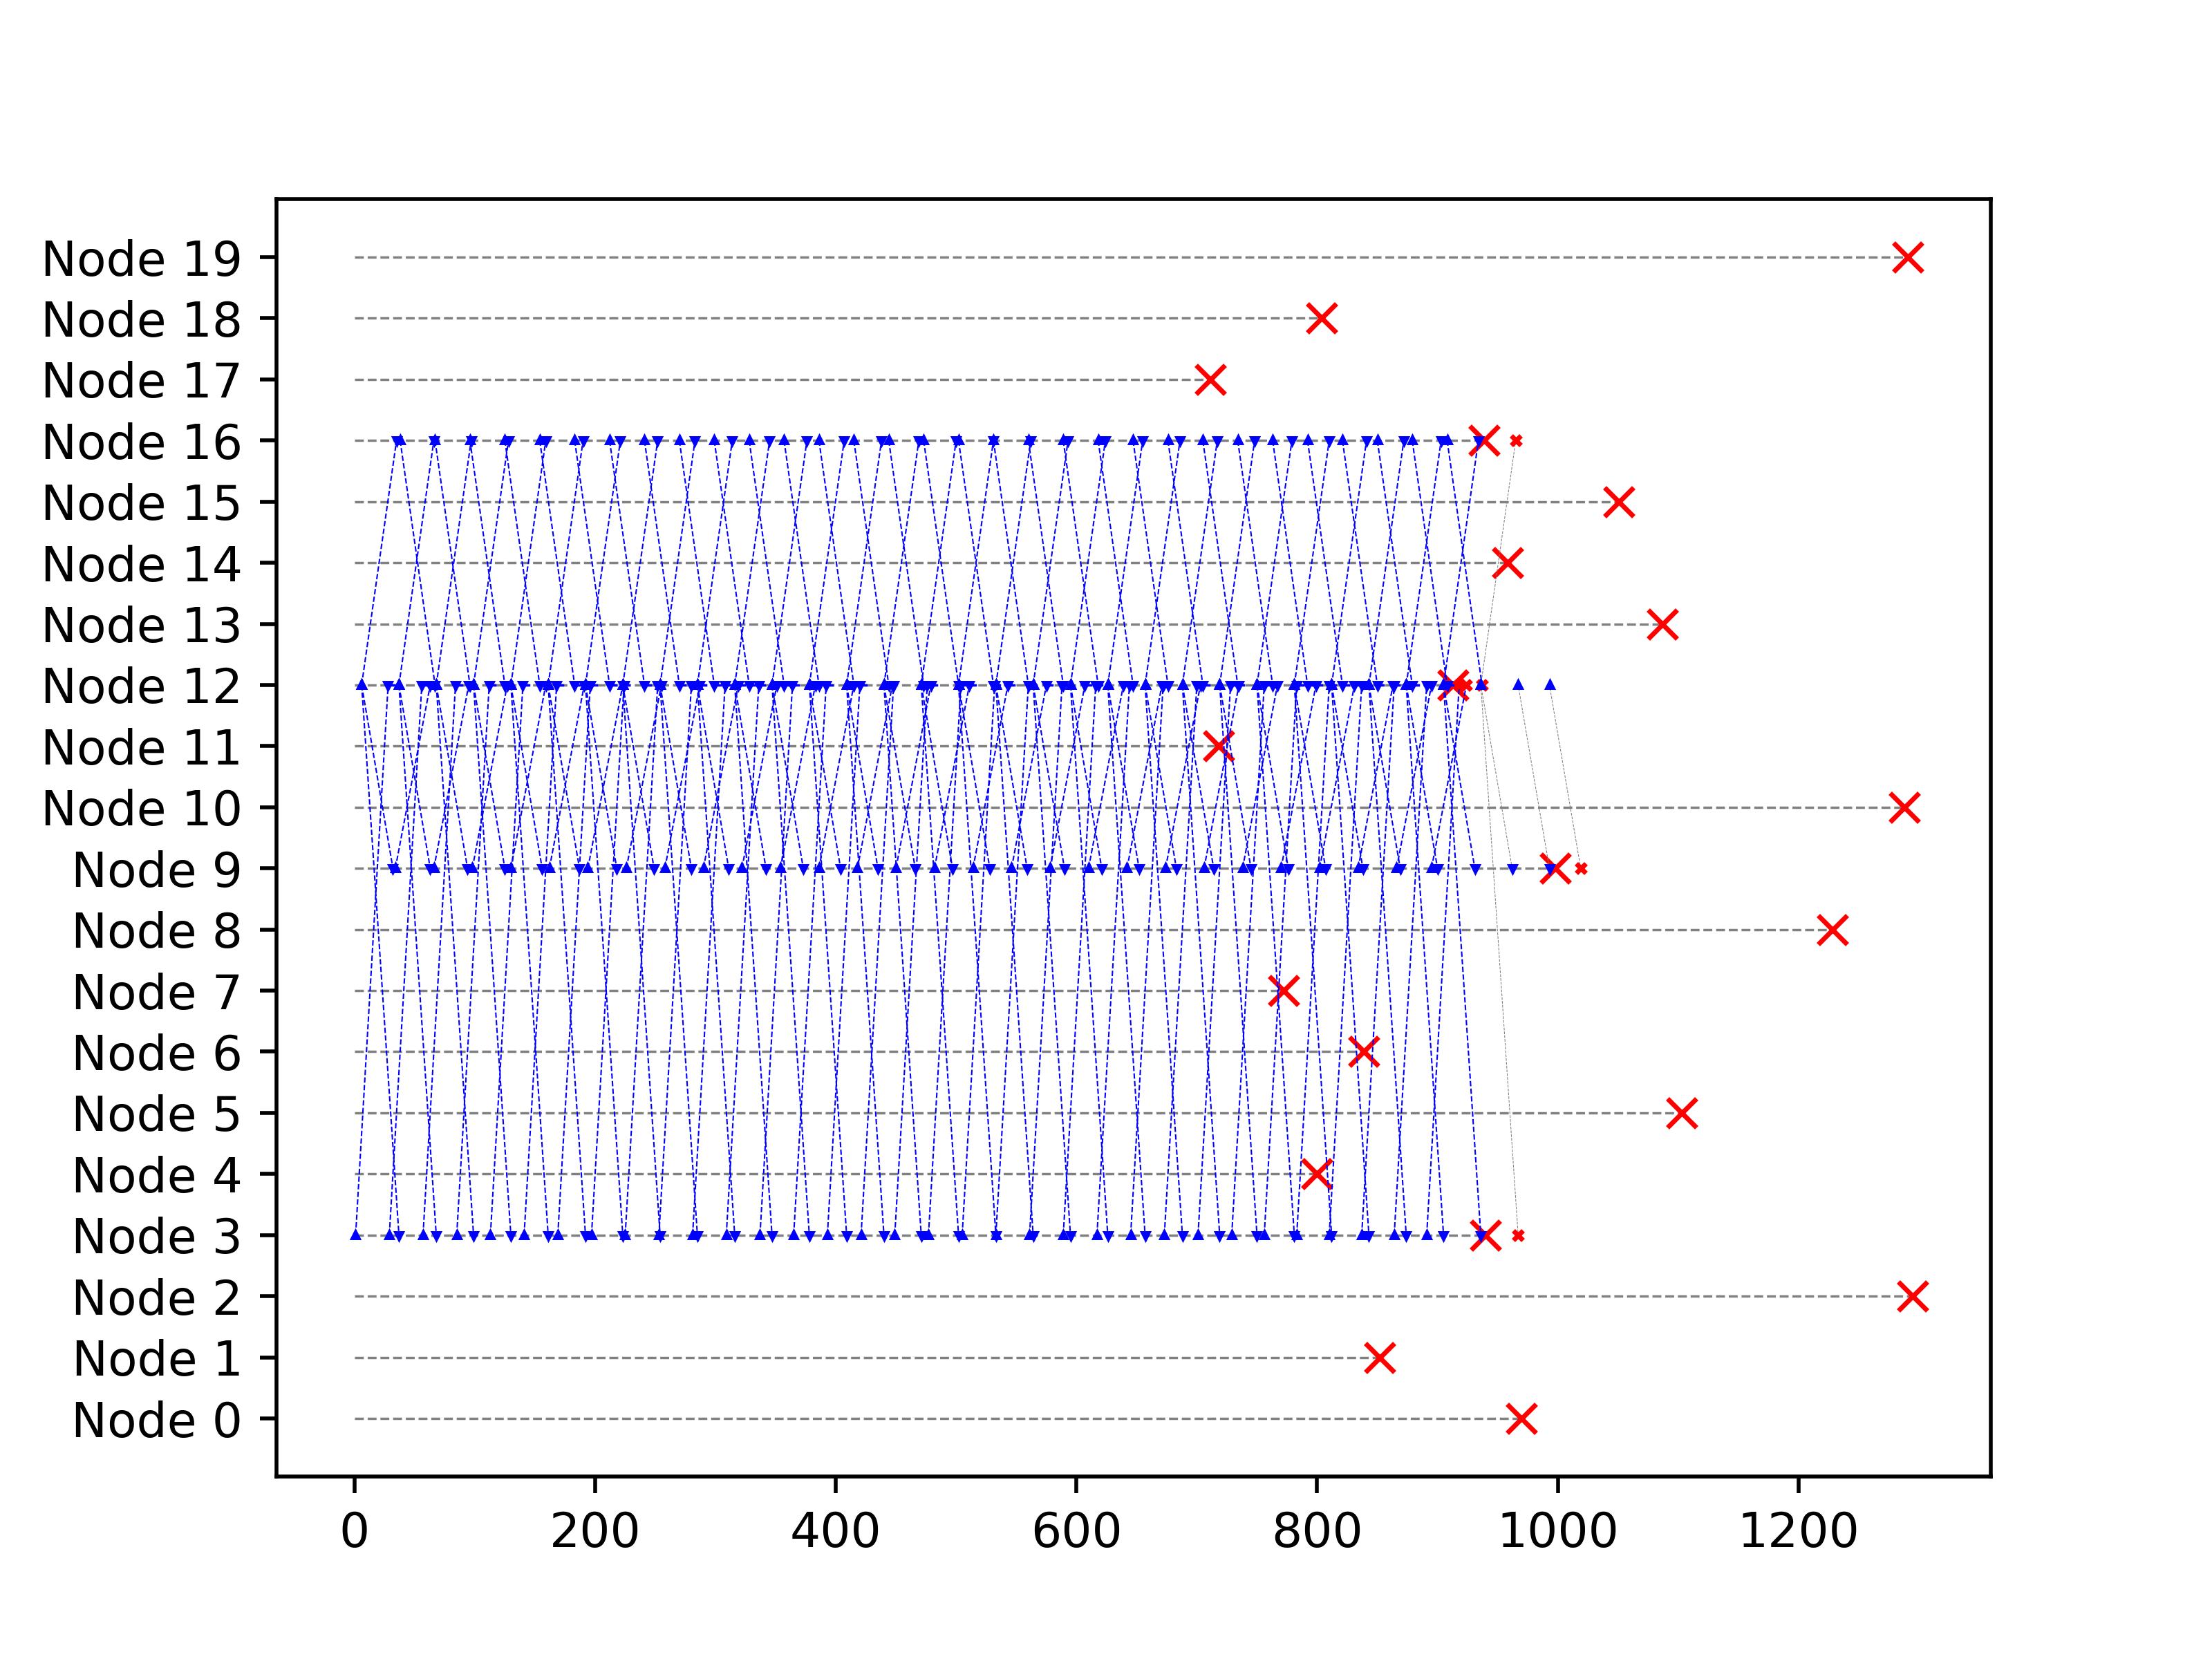 Node 19
Node 18
Node 17
Node 16
Node 15
Node 14
Node 13
Node 12
Node 11
Node 10
Node 9
Node 8
Node 7
Node 6
Node 5
Node 4
Node 3
Node 2
Node 1
Node 0
0 200 400 600 800 1000 1200